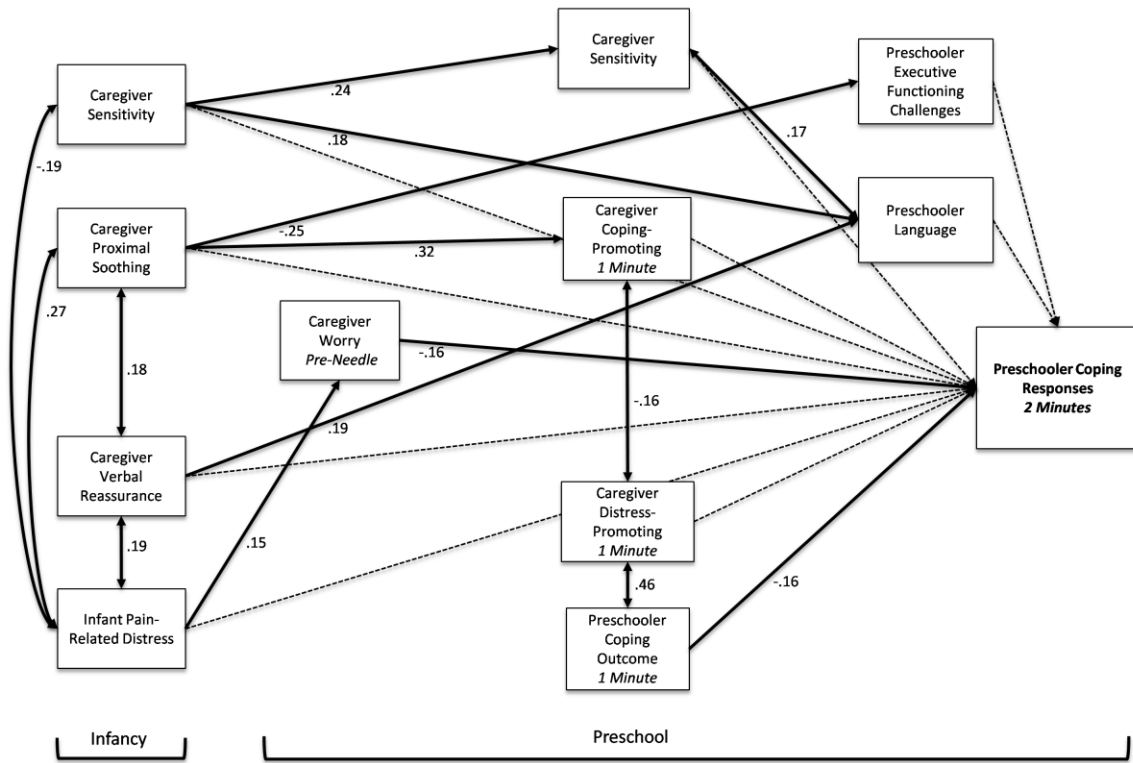 Caregiver
Sensitivity
Caregiver
Sensitivity
Preschooler
Executive
Functioning
Challenges
.24
.18
.17
-.19
Caregiver
Proximal
Soothing
-.25
.32
Caregiver
Coping-
Promoting
1 Minute
Preschooler
Language
.27
.18
Caregiver
Worry
Pre-Needle
-.16
-.16
Preschooler Coping
Responses
2 Minutes
Caregiver
Verbal
Reassurance
.19
Caregiver
Distress-
Promoting
1 Minute
.19
.15
.46
-.16
Infant Pain-
Related Distress
Preschooler
Coping
Outcome
1 Minute
Infancy
Preschool